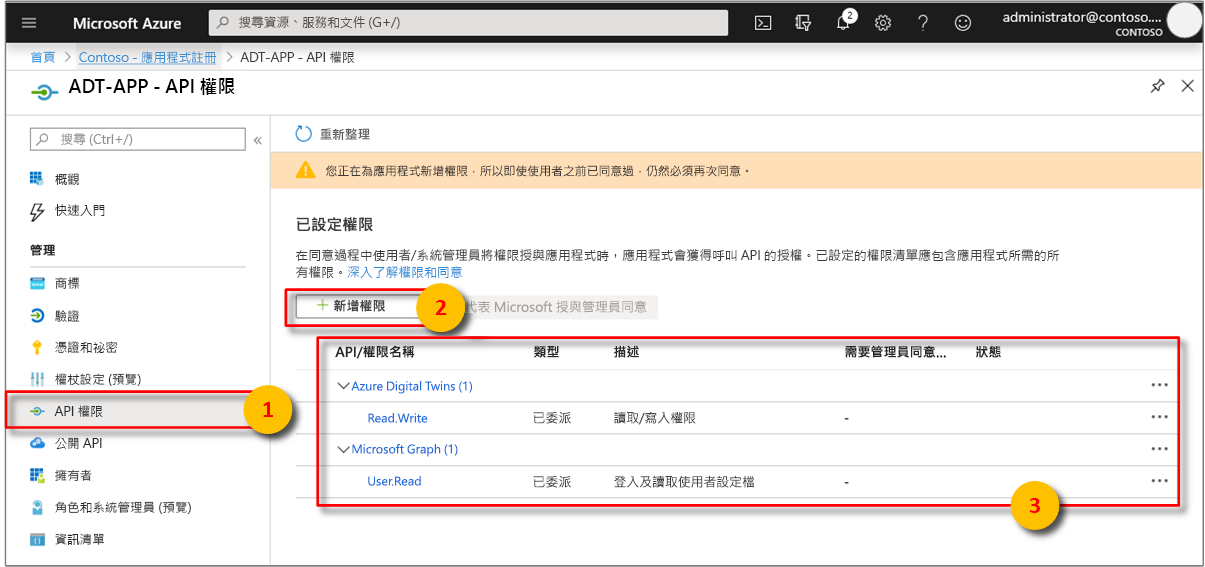 Microsoft Azure
搜尋資源、服務和文件 (G+/)
2
administrator@contoso....
CONTOSO
首頁 > Contoso - 應用程式註冊 > ADT-APP - API 權限
ADT-APP - API 權限
搜尋 (Ctrl+/)
«
重新整理
您正在為應用程式新增權限，所以即使使用者之前已同意過，仍然必須再次同意。
概觀
快速入門
管理
商標
驗證
憑證和祕密
權杖設定 (預覽)
API 權限
1
公開 API
擁有者
角色和系統管理員 (預覽)
資訊清單
已設定權限
在同意過程中使用者/系統管理員將權限授與應用程式時，應用程式會獲得呼叫 API 的授權。已設定的權限清單應包含應用程式所需的所
有權限。深入了解權限和同意
＋ 新增權限
2
代表 Microsoft 授與管理員同意
API/權限名稱 類型 描述 需要管理員同意... 狀態
Azure Digital Twins (1) ...
Read.Write 已委派 讀取/寫入權限 - ...
Microsoft Graph (1) ...
User.Read 已委派 登入及讀取使用者設定檔 - ...
3